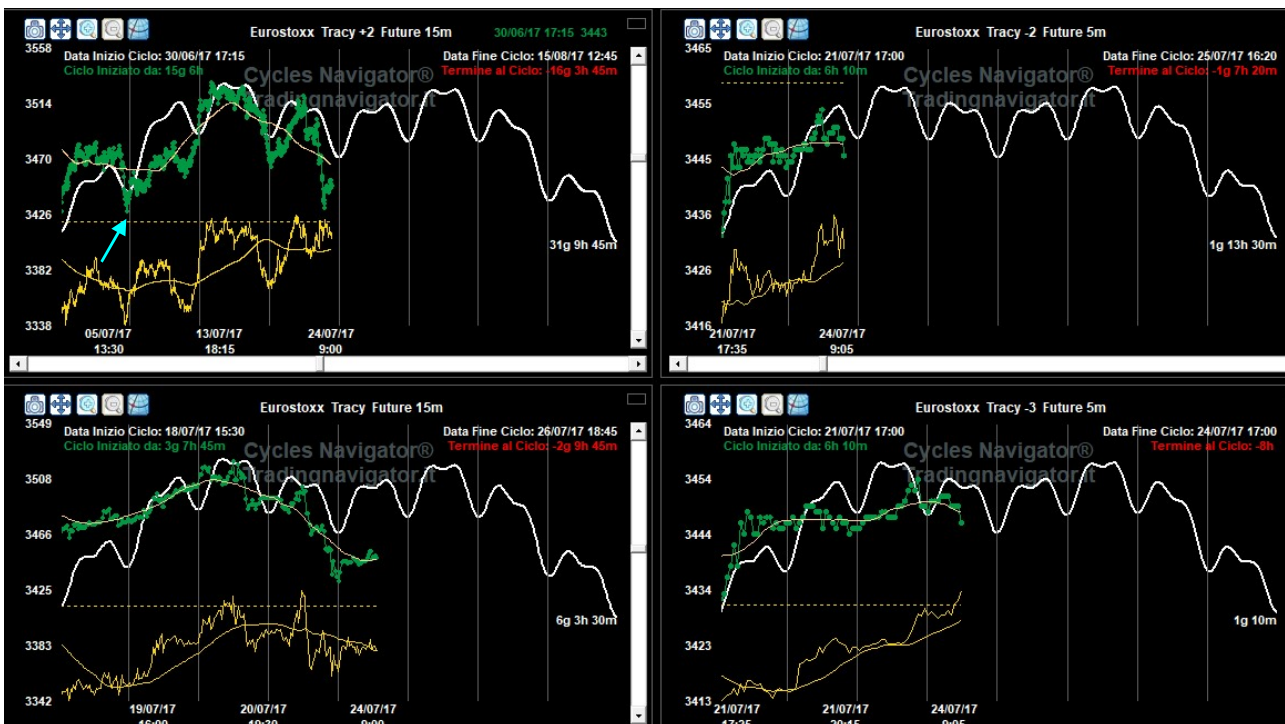 Eurostoxx Tracy +2 Future 15m 30/06/17 17:15 3443
3558
Data Inizio Ciclo: 30/06/17 17:15 Data Fine Ciclo: 15/08/17 12:45
Ciclo Iniziato da: 15g 6h Termine al Ciclo: -16g 3h 45m
Cycles Navigator®
Tradingnavigator.it
3514
3470
3426
31g 9h 45m
3382
3338
05/07/17 13/07/17 24/07/17
13:30 18:15 9:00
Eurostoxx Tracy -2 Future 5m
3465
Data Inizio Ciclo: 21/07/17 17:00 Data Fine Ciclo: 25/07/17 16:20
Ciclo Iniziato da: 6h 10m Termine al Ciclo: -1g 7h 20m
Cycles Navigator®
Tradingnavigator.it
3455
3445
3436
1g 13h 30m
3426
3416
21/07/17 24/07/17
17:35 9:05
Eurostoxx Tracy Future 15m
3549
Data Inizio Ciclo: 18/07/17 15:30 Data Fine Ciclo: 26/07/17 18:45
Ciclo Iniziato da: 3g 7h 45m Termine al Ciclo: -2g 9h 45m
Cycles Navigator®
Tradingnavigator.it
3508
3466
3425
6g 3h 30m
3383
3342
19/07/17 20/07/17 24/07/17
Eurostoxx Tracy -3 Future 5m
3464
Data Inizio Ciclo: 21/07/17 17:00 Data Fine Ciclo: 24/07/17 17:00
Ciclo Iniziato da: 6h 10m Termine al Ciclo: -8h
Cycles Navigator®
Tradingnavigator.it
3454
3444
3434
1g 10m
3423
3413
21/07/17 21/07/17 24/07/17